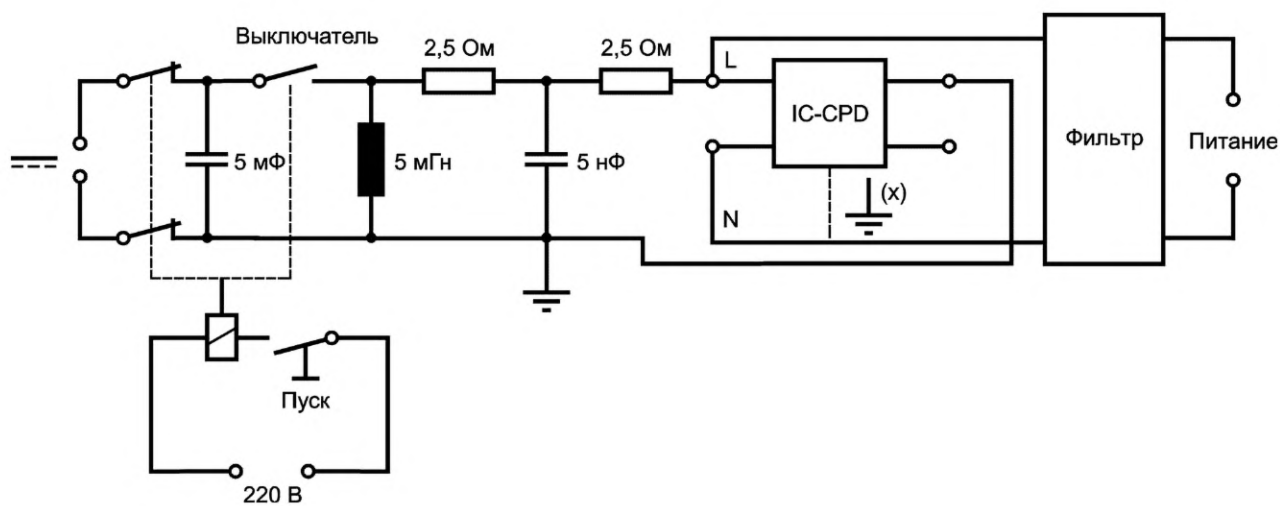 Выключатель
2,5 Ом
2,5 Ом
L
IC-CPD
Фильтр
Питание
5 мФ
5 мГн
5 нФ
(x)
N
Пуск
220 В